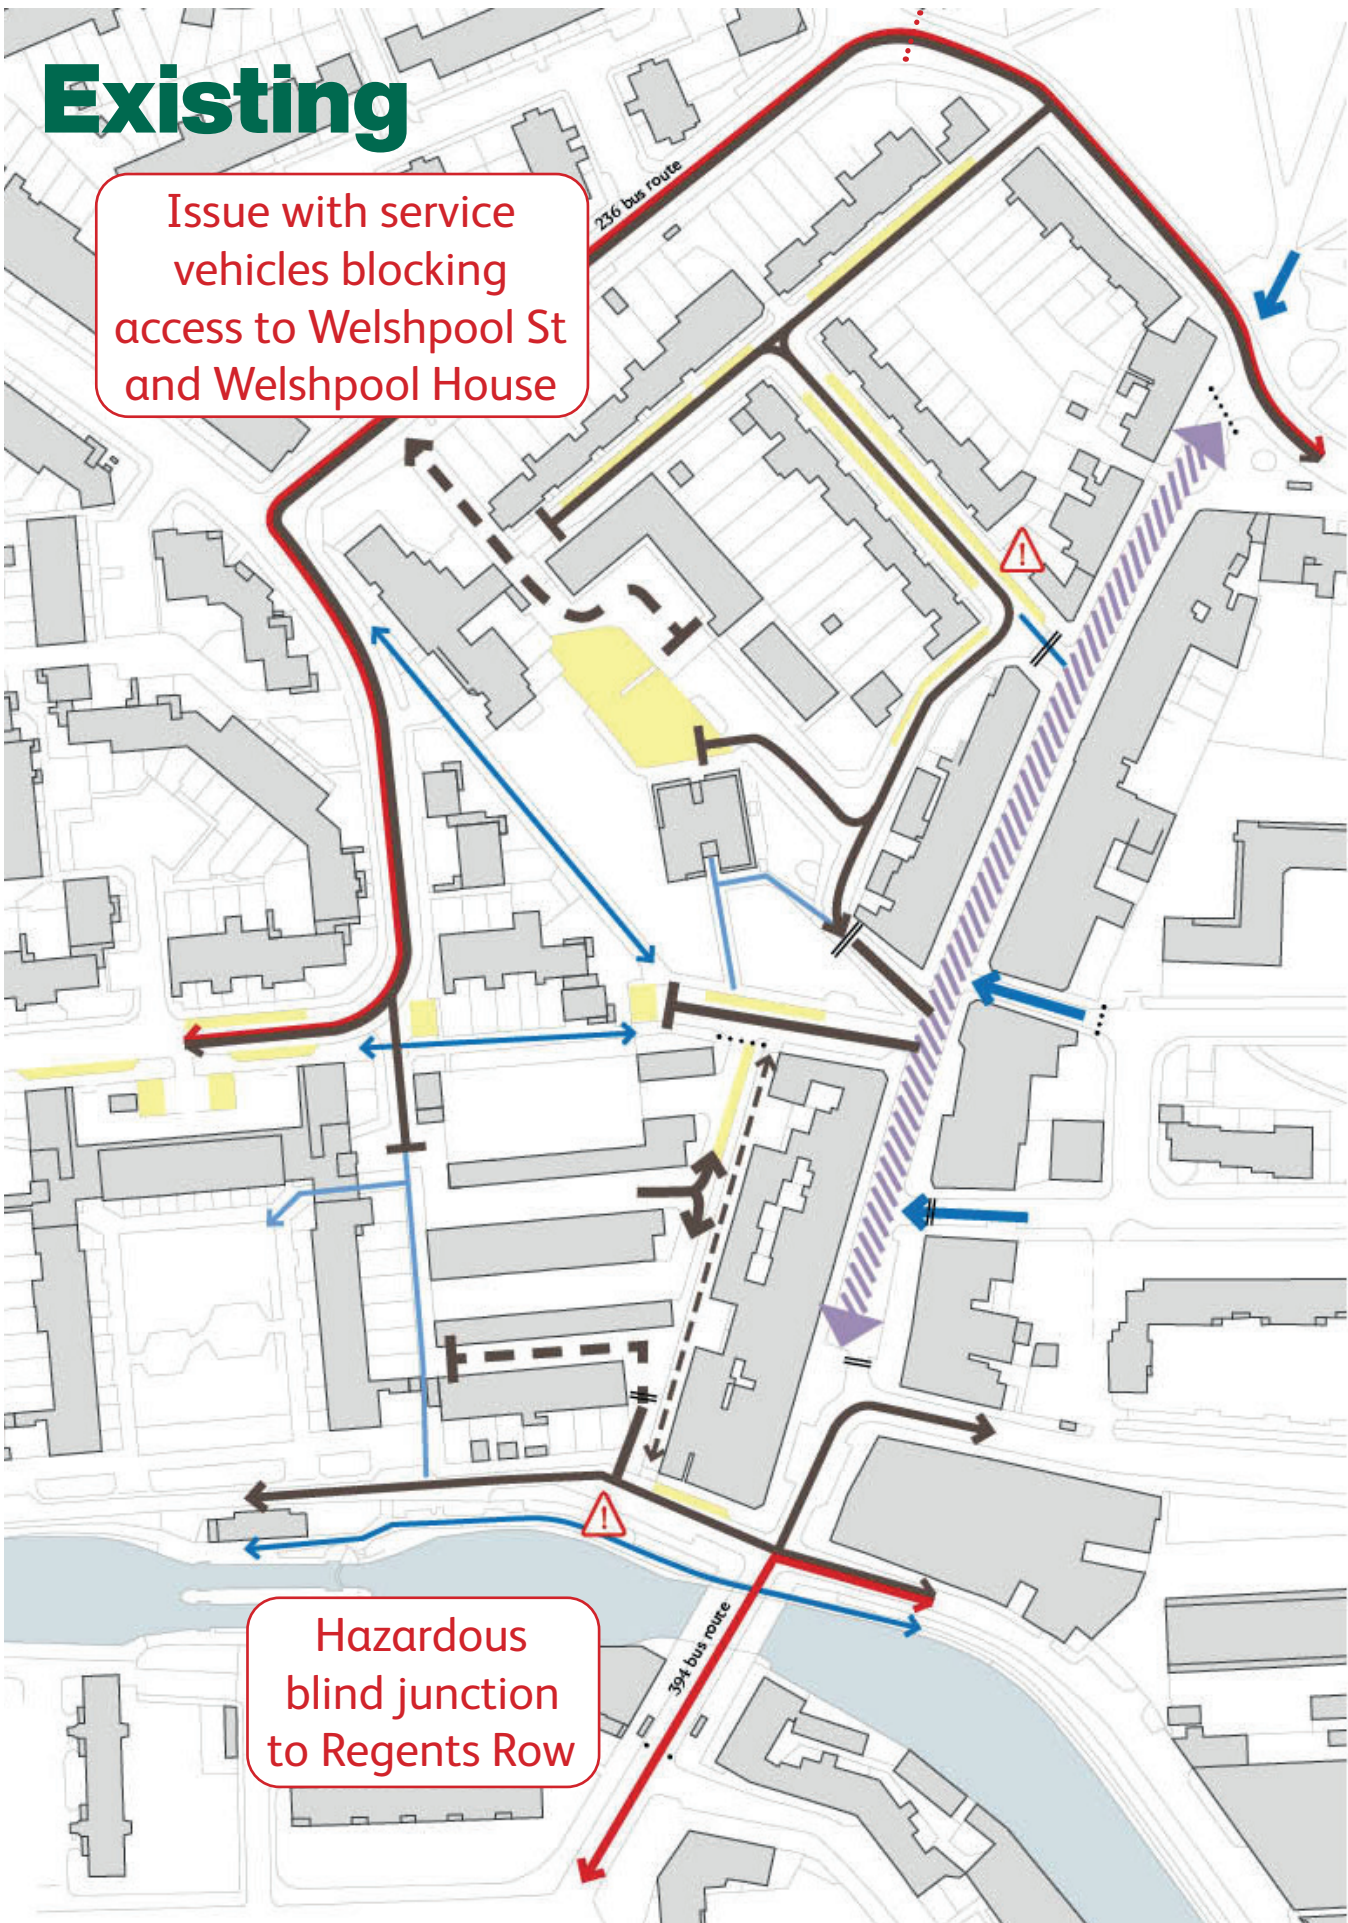 Existing
Issue with service
vehicles blocking
access to Welshpool St
and Welshpool House
236 bus route
Hazardous
blind junction
to Regents Row
394 bus route